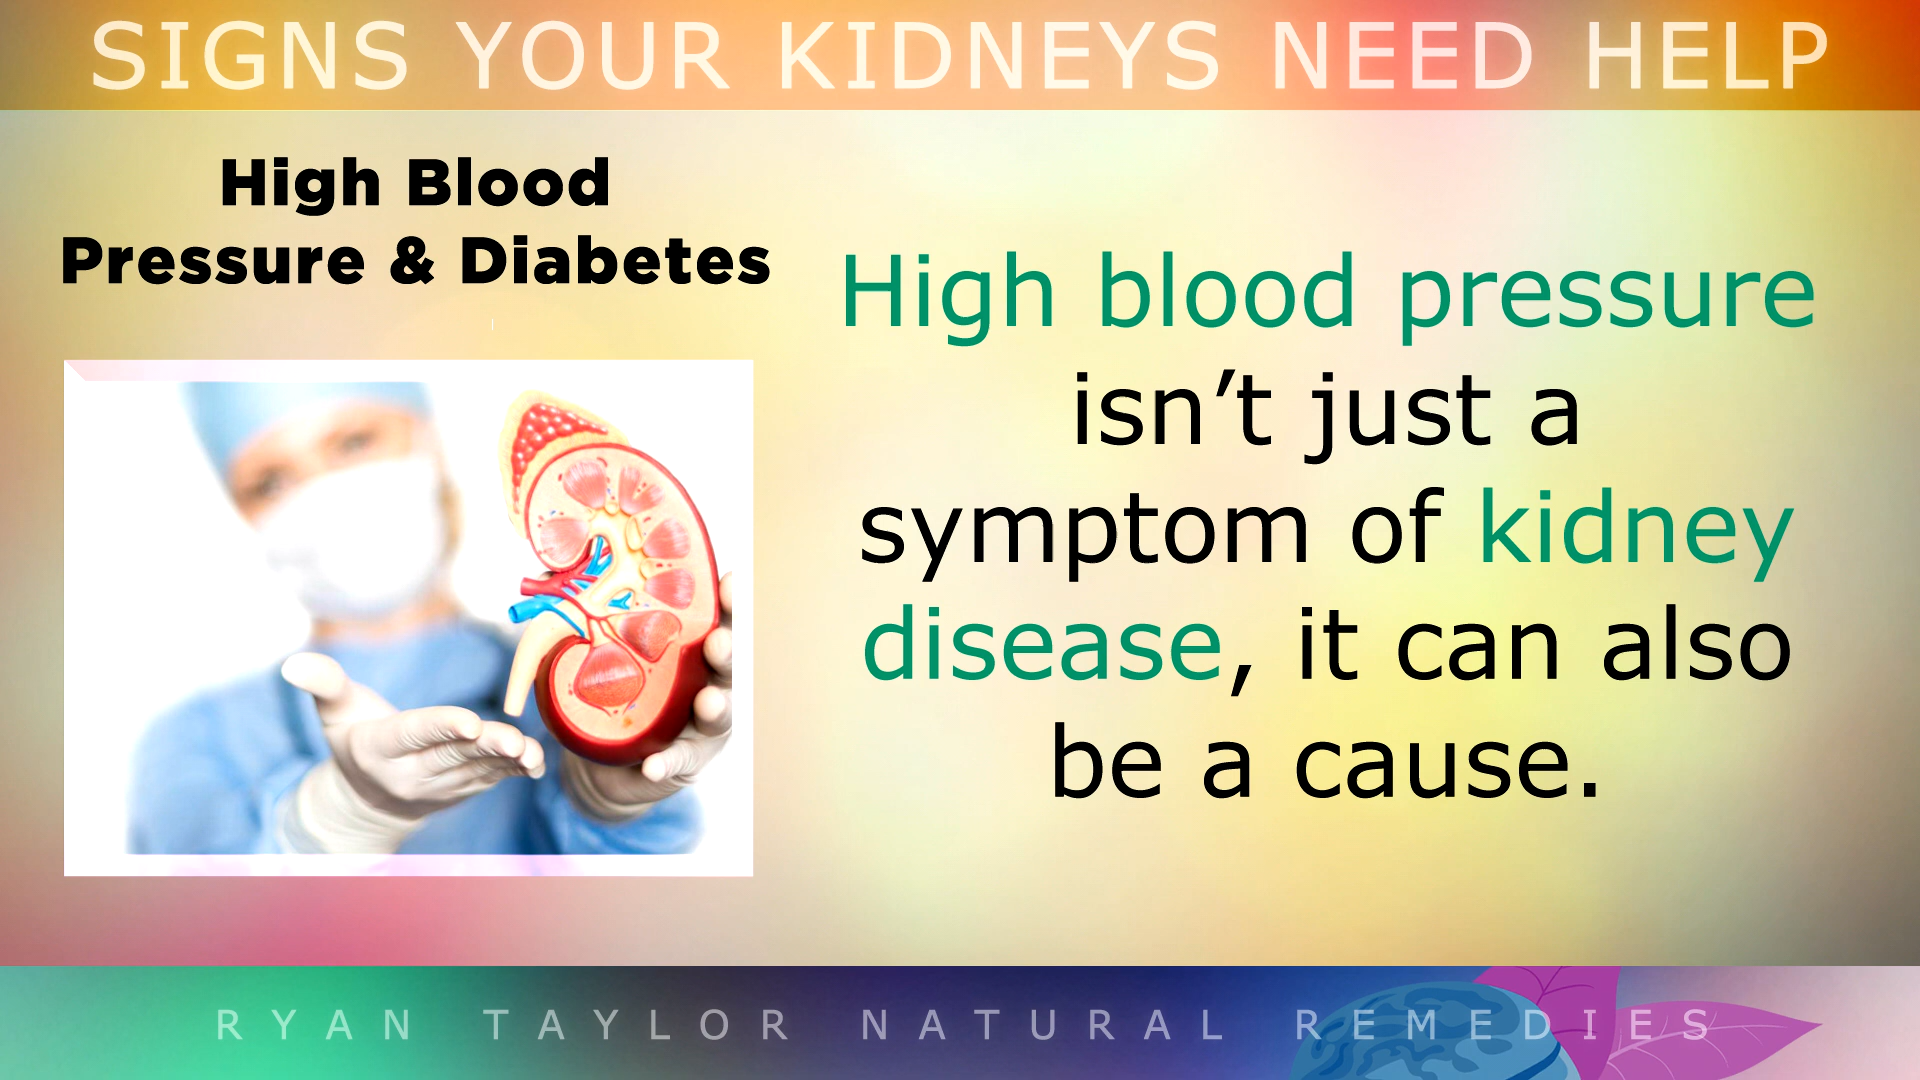 SIGNS YOUR KIDNEYS NEED HELP
High Blood
Pressure & Diabetes
High blood pressure
isn’t just a
symptom of kidney
disease, it can also
be a cause.
RYAN TAYLOR NATURAL REMEDIES